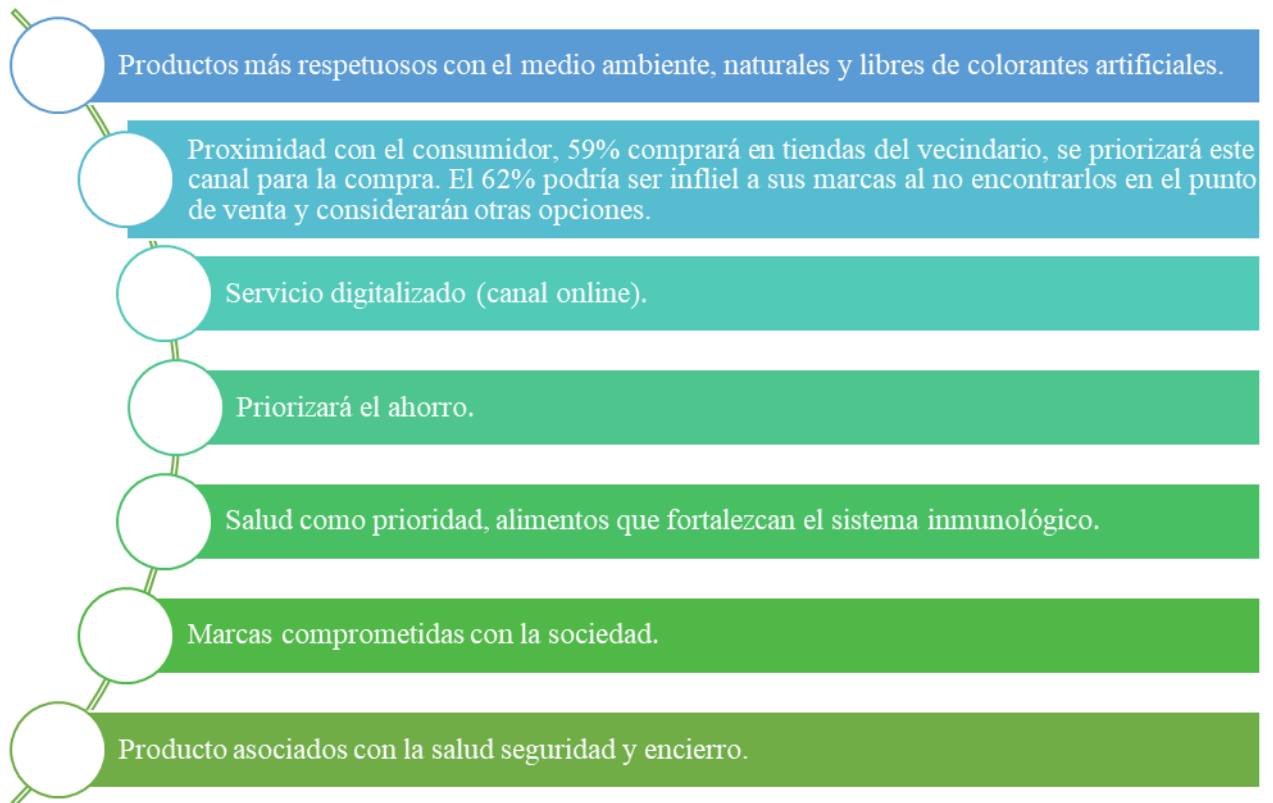 Productos más respetuosos con el medio ambiente, naturales y libres de colorantes artificiales.
Proximidad con el consumidor, 59% comprará en tiendas del vecindario, se priorizará este
canal para la compra. El 62% podría ser infiel a sus marcas al no encontrarlos en el punto
de venta y considerarán otras opciones.
Servicio digitalizado (canal online).
Priorizará el ahorro.
Salud como prioridad, alimentos que fortalezcan el sistema inmunológico.
Marcas comprometidas con la sociedad.
Producto asociados con la salud seguridad y encierro.